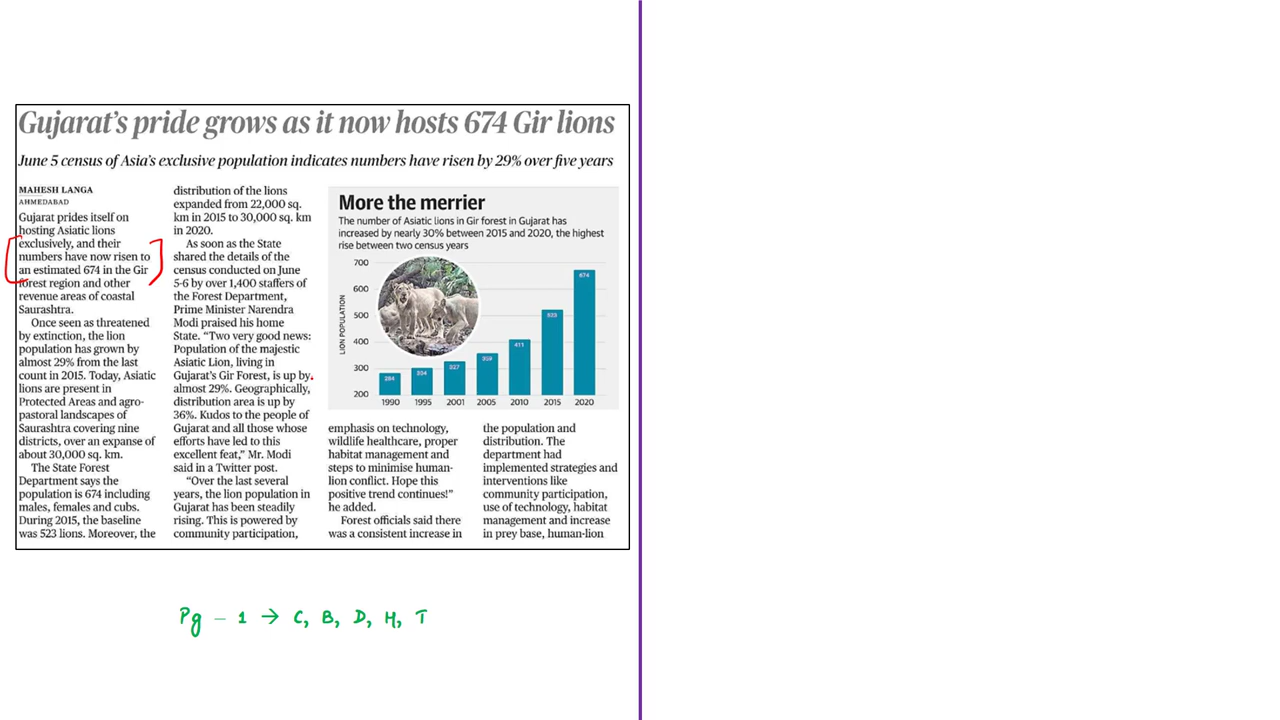 Gujarat's pride grows as it now hosts 674 Gir lions
June 5 census of Asia's exclusive population indicates numbers have risen by 29% over five years
MAHESH LANGA
AHMEDABAD
Gujarat prides itself on
hosting Asiatic lions
exclusively, and their
numbers have now risen to
an estimated 674 in the Gir
forest region and other
revenue areas of coastal
Saurashtra.
Once seen as threatened
by extinction, the lion
population has grown by
almost 29% from the last
count in 2015. Today, Asiatic
lions are present in
Protected Areas and agro-
pastoral landscapes of
Saurashtra covering nine
districts, over an expanse of
about 30,000 sq. km.
The State Forest
Department says the
population is 674 including
males, females and cubs.
During 2015, the baseline
was 523 lions. Moreover, the
distribution of the lions
expanded from 22,000 sq.
km in 2015 to 30,000 sq. km
in 2020.
As soon as the State
shared the details of the
census conducted on June
5-6 by over 1,400 staffers of
the Forest Department,
Prime Minister Narendra
Modi praised his home
State. "Two very good news:
Population of the majestic
Asiatic Lion, living in
Gujarat's Gir Forest, is up by
almost 29%. Geographically,
distribution area is up by
36%. Kudos to the people of
Gujarat and all those whose
efforts have led to this
excellent feat," Mr. Modi
said in a Twitter post.
"Over the last several
years, the lion population in
Gujarat has been steadily
rising. This is powered by
community participation,
More the merrier
The number of Asiatic lions in Gir forest in Gujarat has
increased by nearly 30% between 2015 and 2020, the highest
rise between two census years
LION POPULATION
700
600
500
400
300
200
284
304
327
359
411
523
674
1990 1995 2001 2005 2010 2015 2020
emphasis on technology,
wildlife healthcare, proper
habitat management and
steps to minimise human-
lion conflict. Hope this
positive trend continues!"
he added.
Forest officials said there
was a consistent increase in
the population and
distribution. The
department had
implemented strategies and
interventions like
community participation,
use of technology, habitat
management and increase
in prey base, human-lion
Pg - 1 → C, B, D, H, T